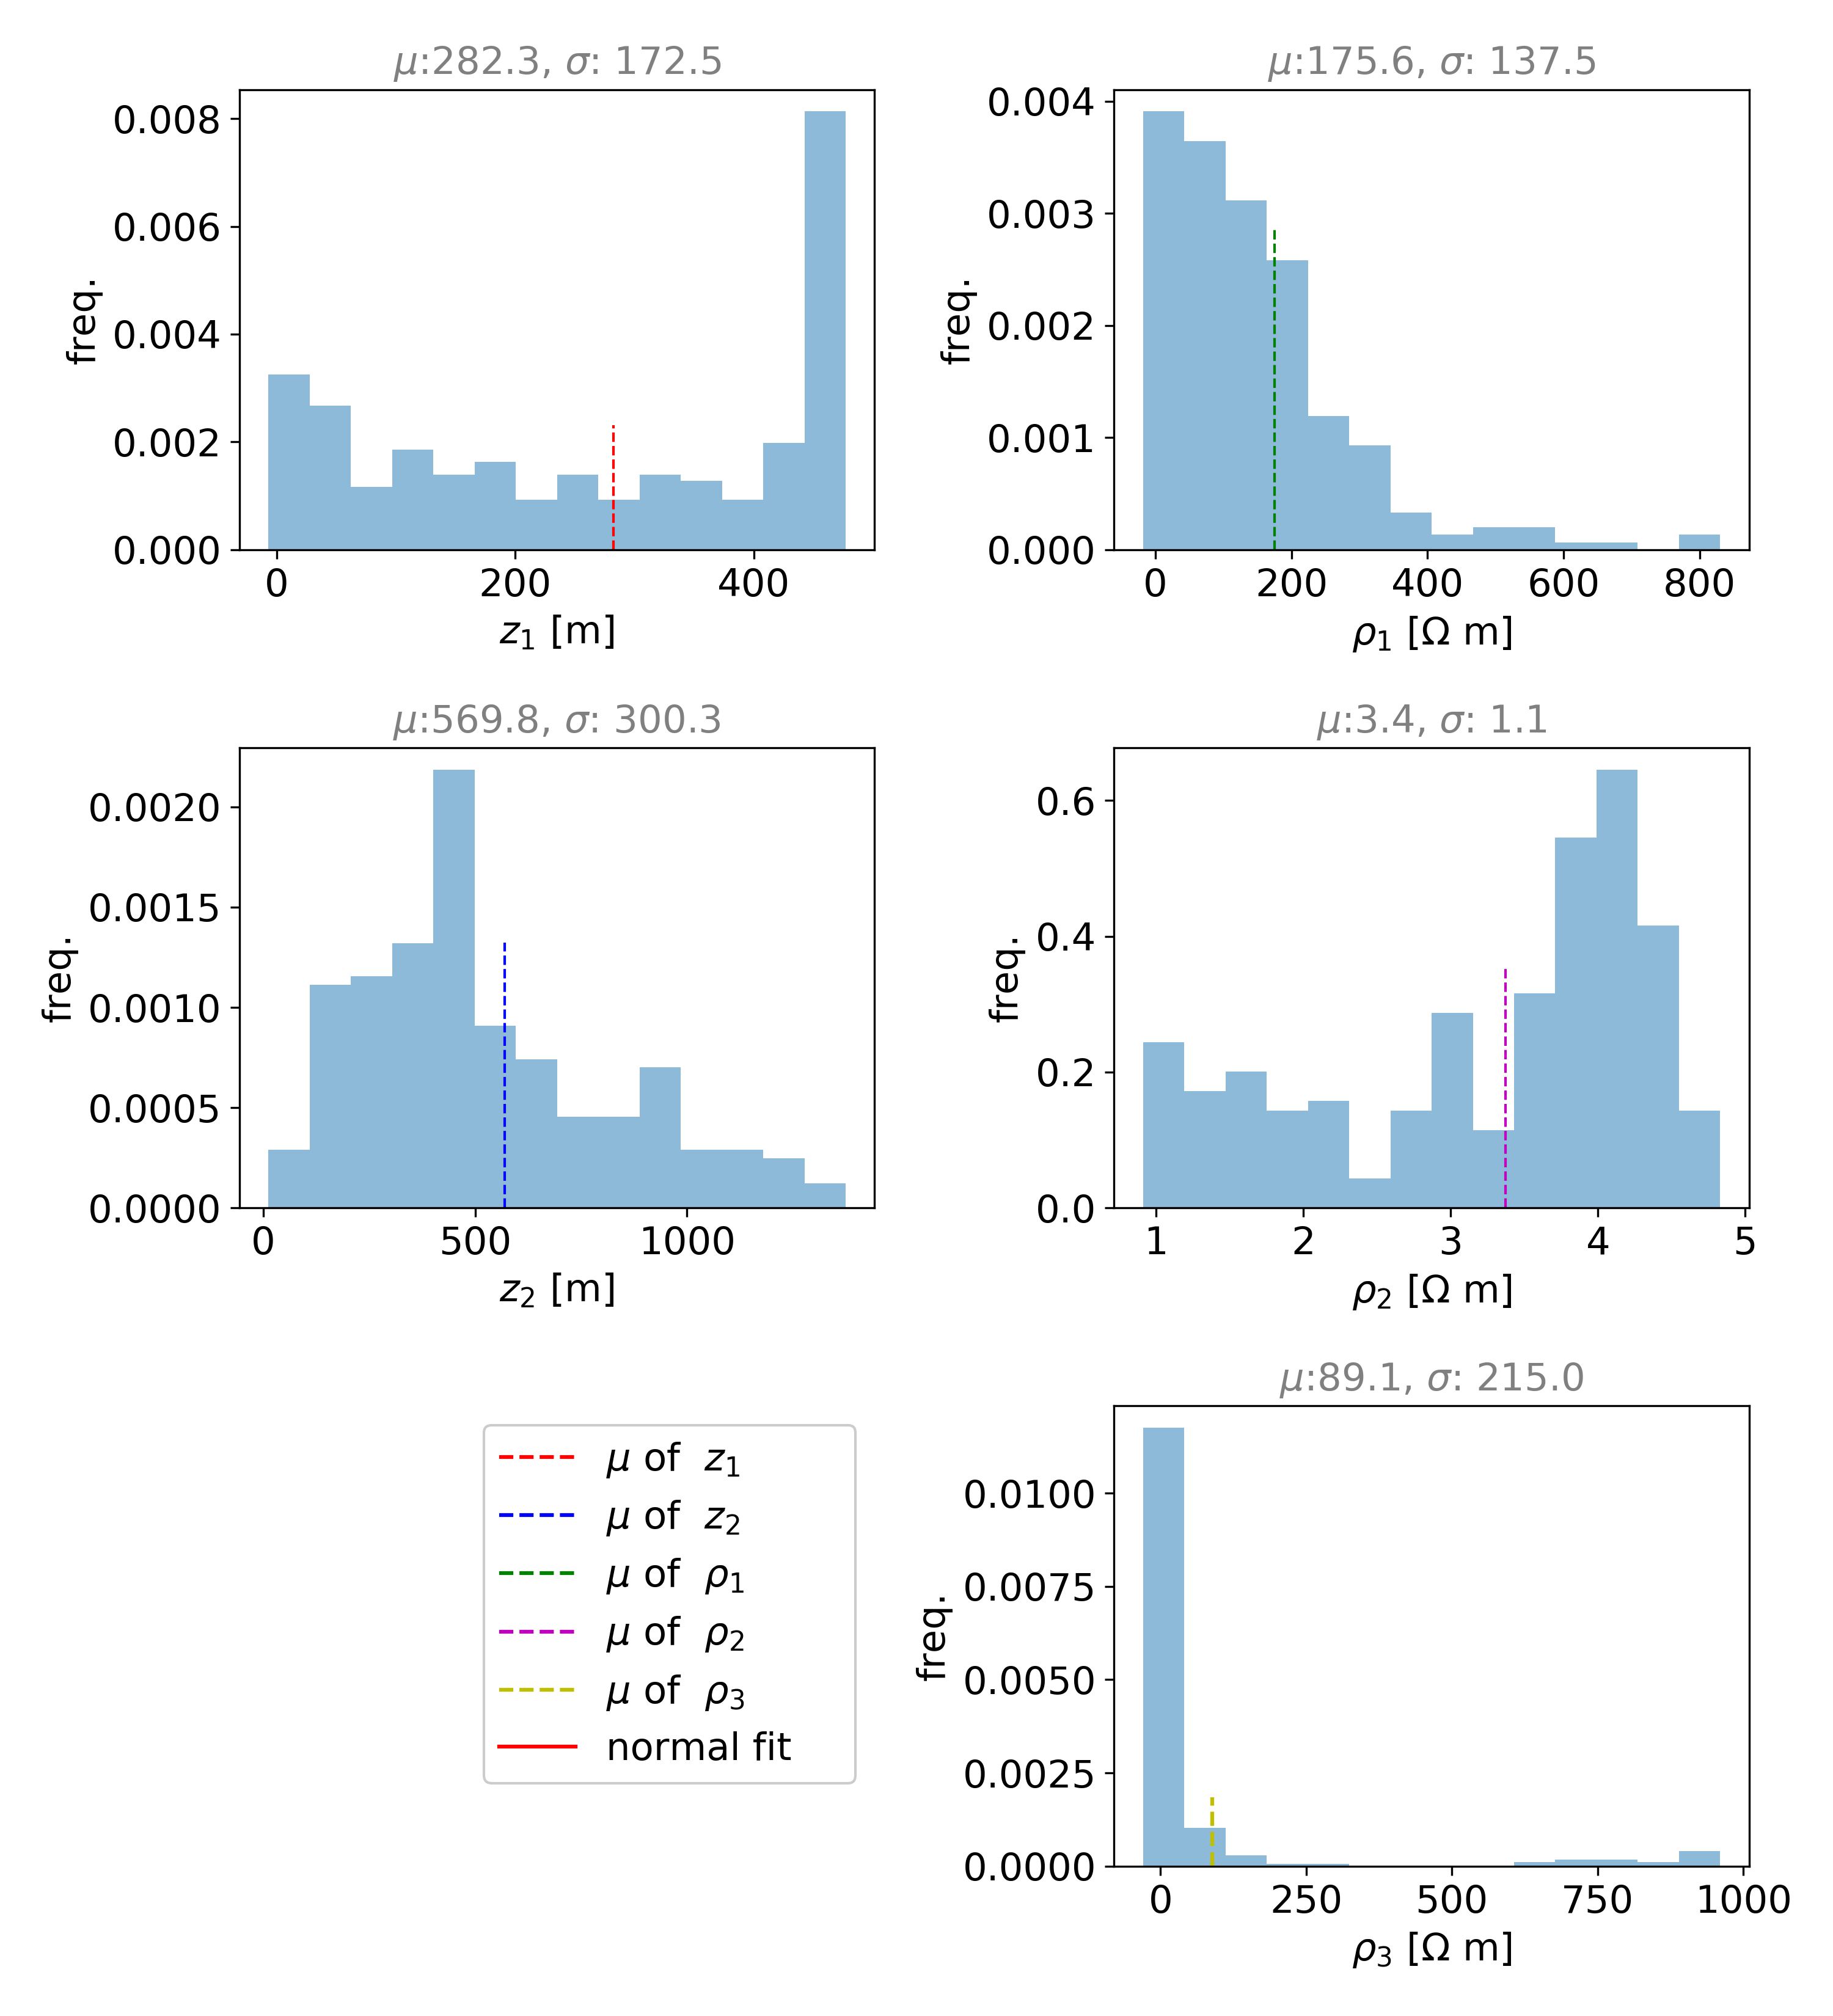 μ:282.3, σ: 172.5
0.008
0.006
0.004
0.002
0.000
freq.
0 200 400
z₁ [m]
μ:175.6, σ: 137.5
0.004
0.003
0.002
0.001
0.000
freq.
0 200 400 600 800
ρ₁ [Ω m]
μ:569.8, σ: 300.3
0.0020
0.0015
0.0010
0.0005
0.0000
freq.
0 500 1000
z₂ [m]
μ:3.4, σ: 1.1
0.6
0.4
0.2
0.0
freq.
1 2 3 4 5
ρ₂ [Ω m]
μ of z₁
μ of z₂
μ of ρ₁
μ of ρ₂
μ of ρ₃
normal fit
μ:89.1, σ: 215.0
0.0100
0.0075
0.0050
0.0025
0.0000
freq.
0 250 500 750 1000
ρ₃ [Ω m]